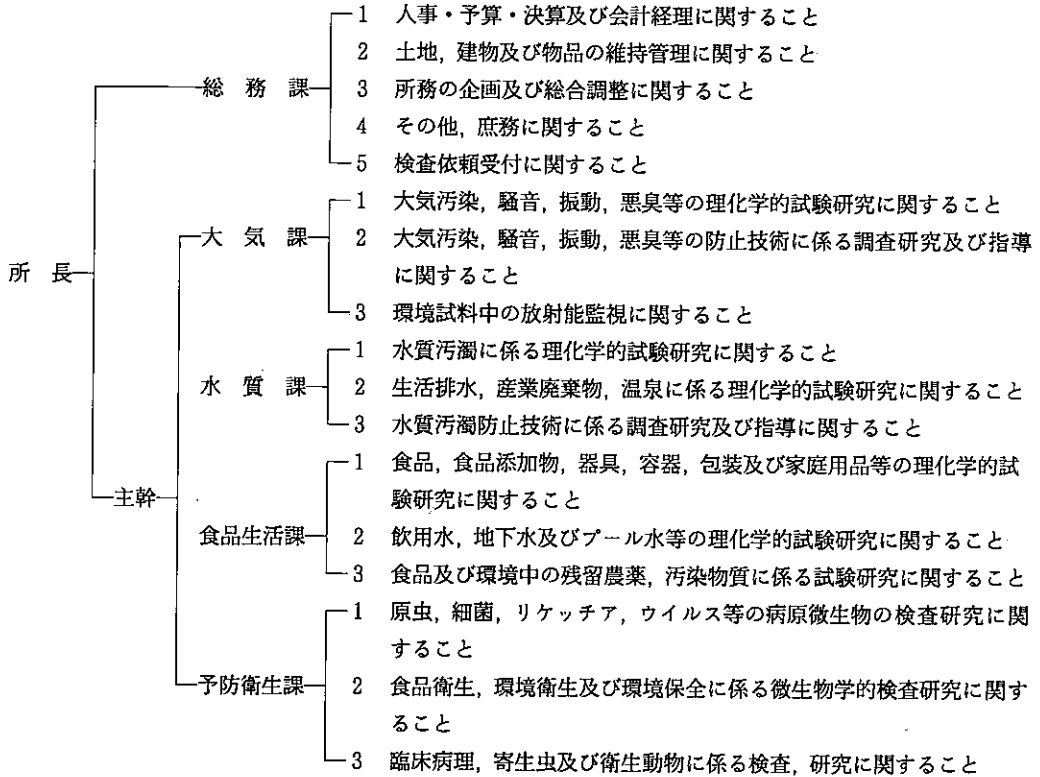 1 人事・予算・決算及び会計経理に関すること
2 土地，建物及び物品の維持管理に関すること
総務課 3 所務の企画及び総合調整に関すること
4 その他，庶務に関すること
5 検査依頼受付に関すること
1 大気汚染，騒音，振動，悪臭等の理化学的試験研究に関すること
大気課 2 大気汚染，騒音，振動，悪臭等の防止技術に係る調査研究及び指導
所長 に関すること
3 環境試料中の放射能監視に関すること
1 水質汚濁に係る理化学的試験研究に関すること
水質課 2 生活排水，産業廃棄物，温泉に係る理化学的試験研究に関すること
3 水質汚濁防止技術に係る調査研究及び指導に関すること
1 食品，食品添加物，器具，容器，包装及び家庭用品等の理化学的試
主幹 験研究に関すること
食品生活課 2 飲用水，地下水及びプール水等の理化学的試験研究に関すること
3 食品及び環境中の残留農薬，汚染物質に係る試験研究に関すること
1 原虫，細菌，リケッチア，ウイルス等の病原微生物の検査研究に関
すること
予防衛生課 2 食品衛生，環境衛生及び環境保全に係る微生物学的検査研究に関す
ること
3 臨床病理，寄生虫及び衛生動物に係る検査，研究に関すること